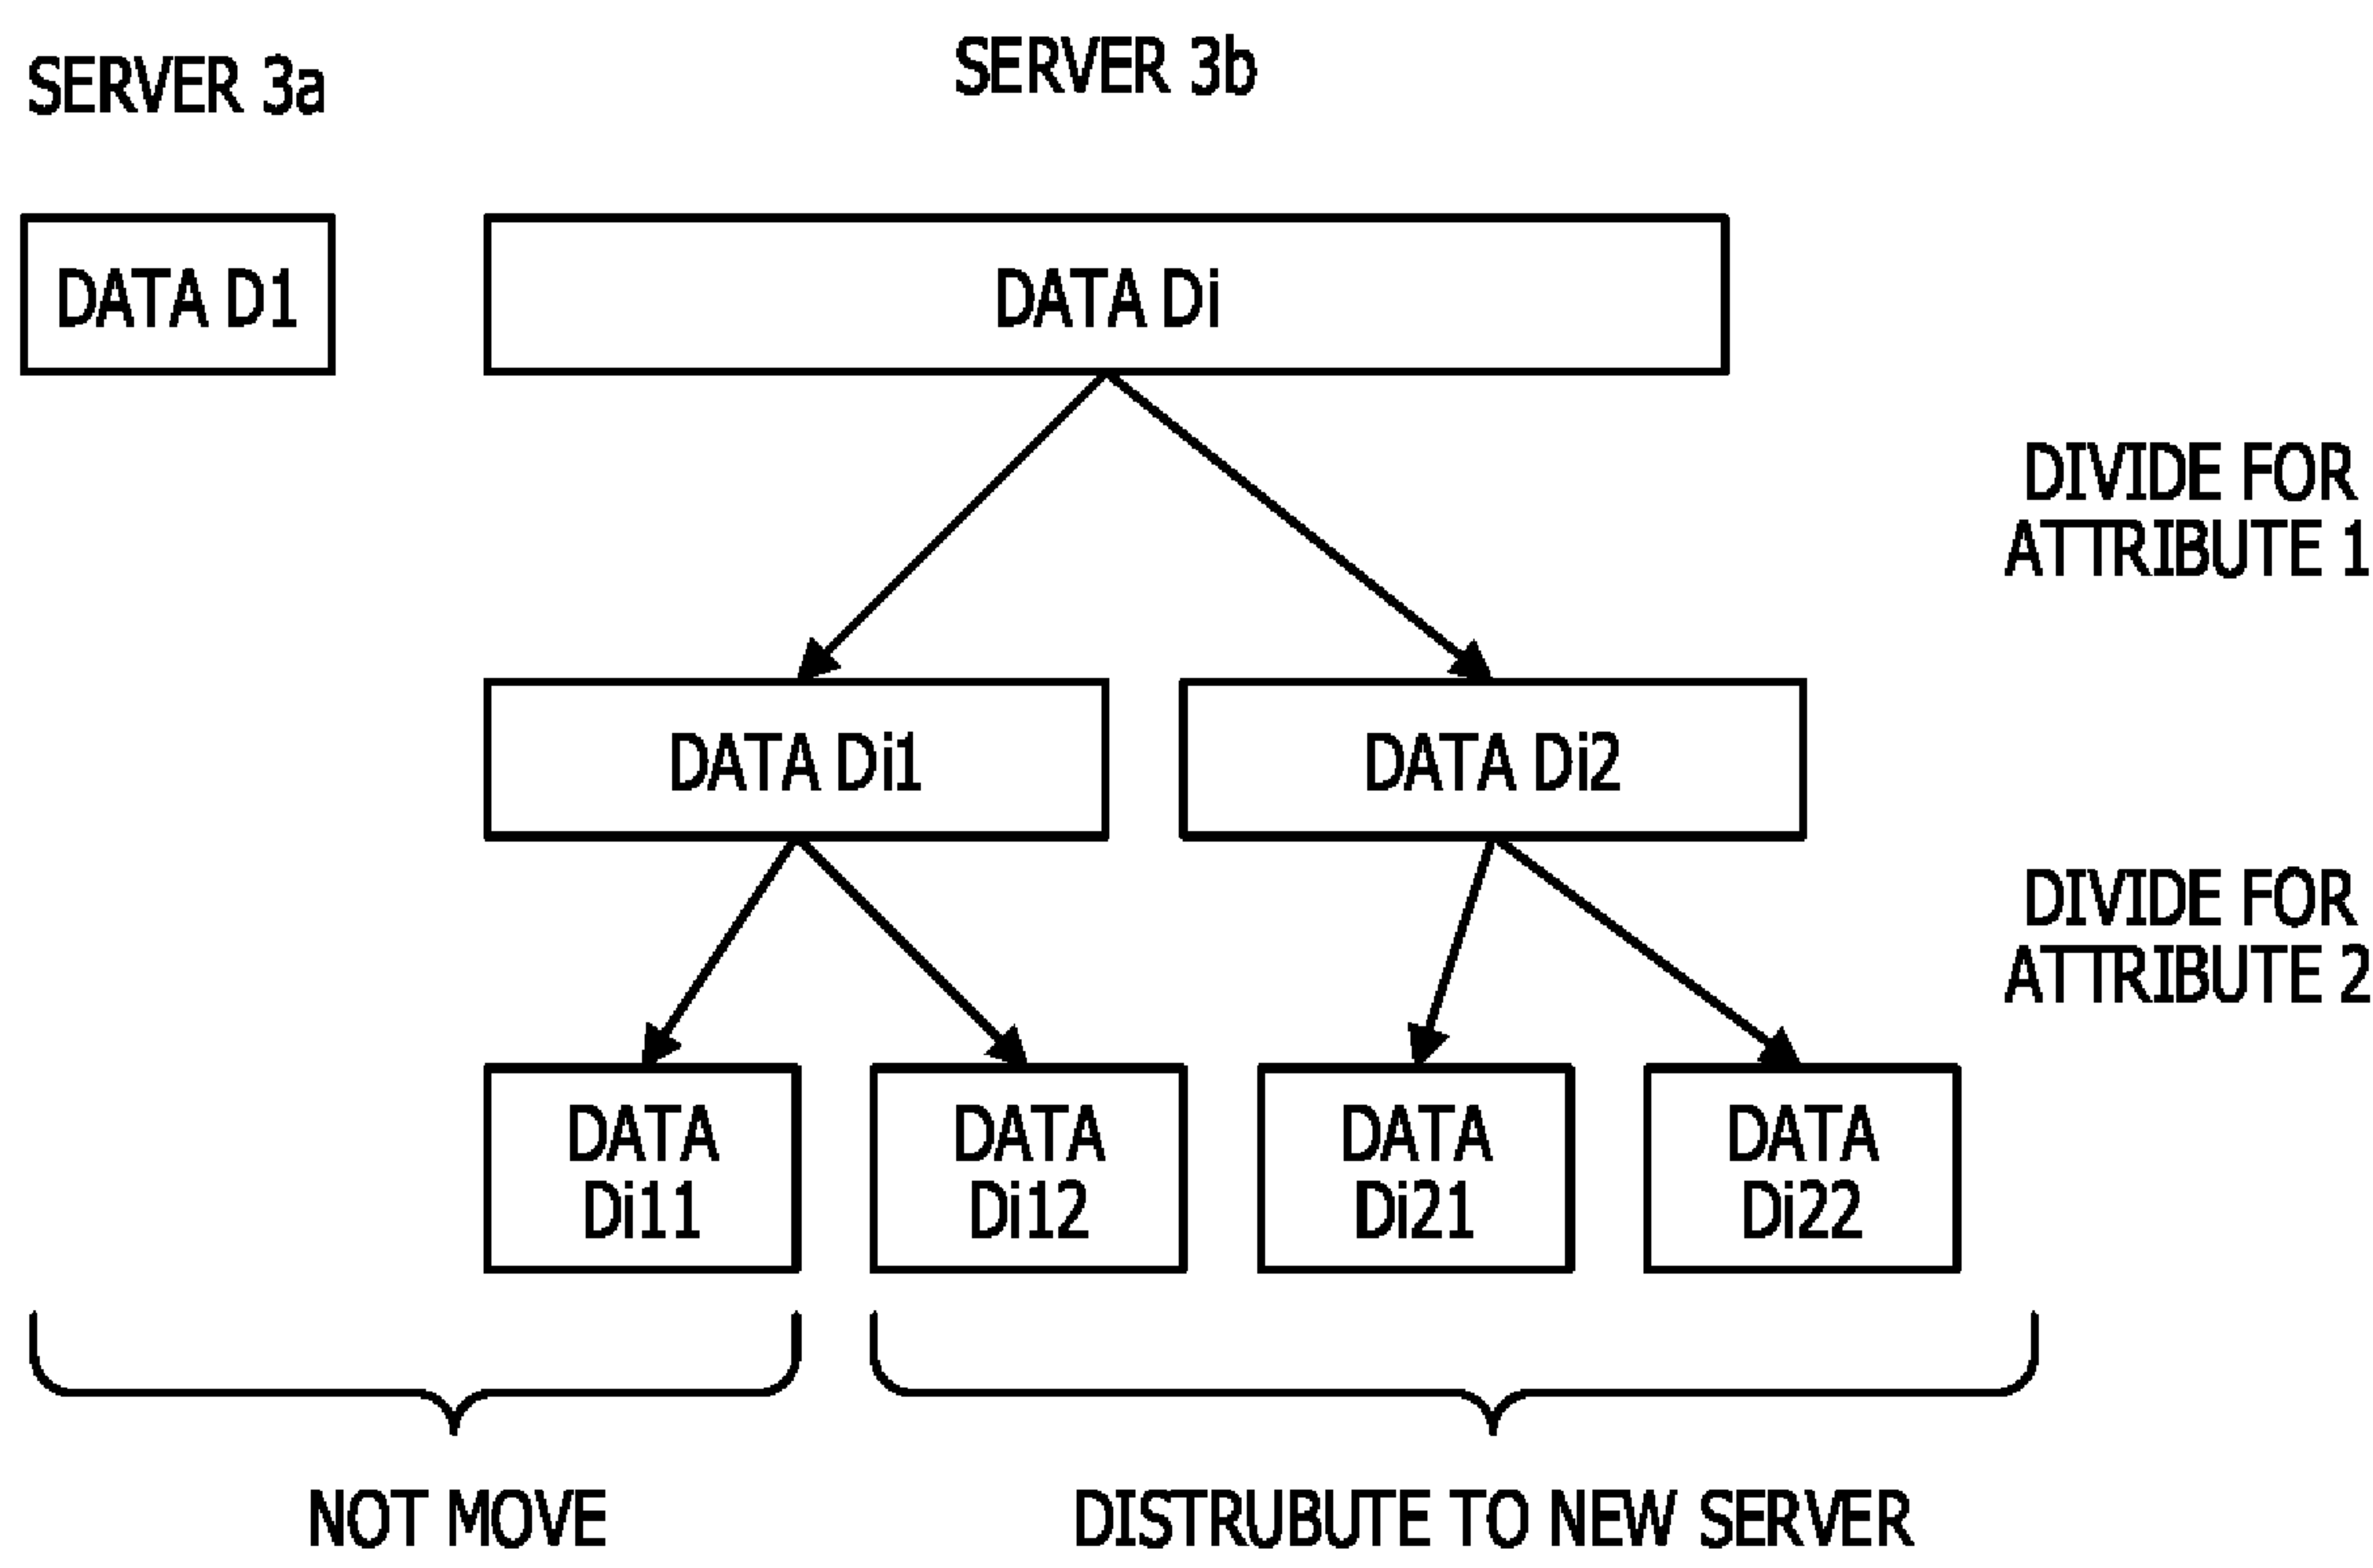 SERVER 3a
SERVER 3b
DATA D1
DATA Di
DIVIDE FOR
ATTRIBUTE 1
DATA Di1
DATA Di2
DIVIDE FOR
ATTRIBUTE 2
DATA
Di11
DATA
Di12
DATA
Di21
DATA
Di22
NOT MOVE
DISTRUBUTE TO NEW SERVER